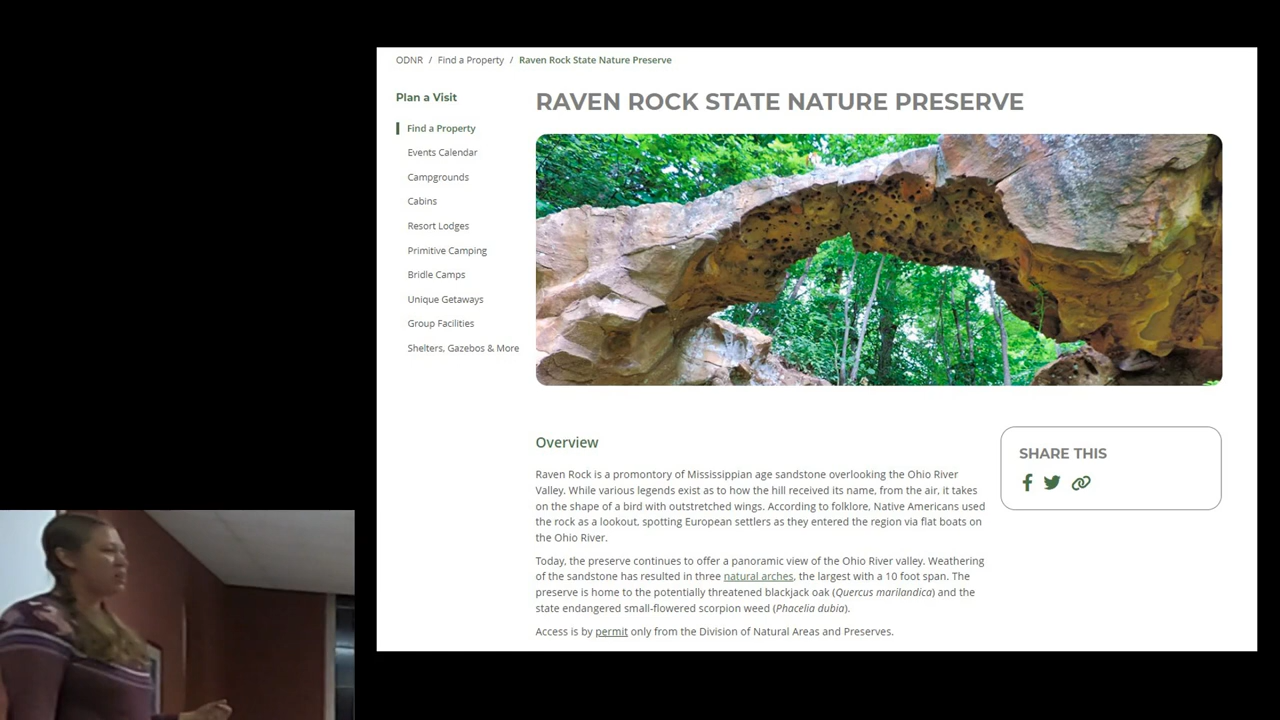 ODNR / Find a Property / Raven Rock State Nature Preserve
Plan a Visit
Find a Property
Events Calendar
Campgrounds
Cabins
Resort Lodges
Primitive Camping
Bridle Camps
Unique Getaways
Group Facilities
Shelters, Gazebos & More
RAVEN ROCK STATE NATURE PRESERVE
Overview
Raven Rock is a promontory of Mississippian age sandstone overlooking the Ohio River
Valley. While various legends exist as to how the hill received its name, from the air, it takes
on the shape of a bird with outstretched wings. According to folklore, Native Americans used
the rock as a lookout, spotting European settlers as they entered the region via flat boats on
the Ohio River.
Today, the preserve continues to offer a panoramic view of the Ohio River valley. Weathering
of the sandstone has resulted in three natural arches, the largest with a 10 foot span. The
preserve is home to the potentially threatened blackjack oak (Quercus marilandica) and the
state endangered small-flowered scorpion weed (Phacelia dubia).
Access is by permit only from the Division of Natural Areas and Preserves.
SHARE THIS